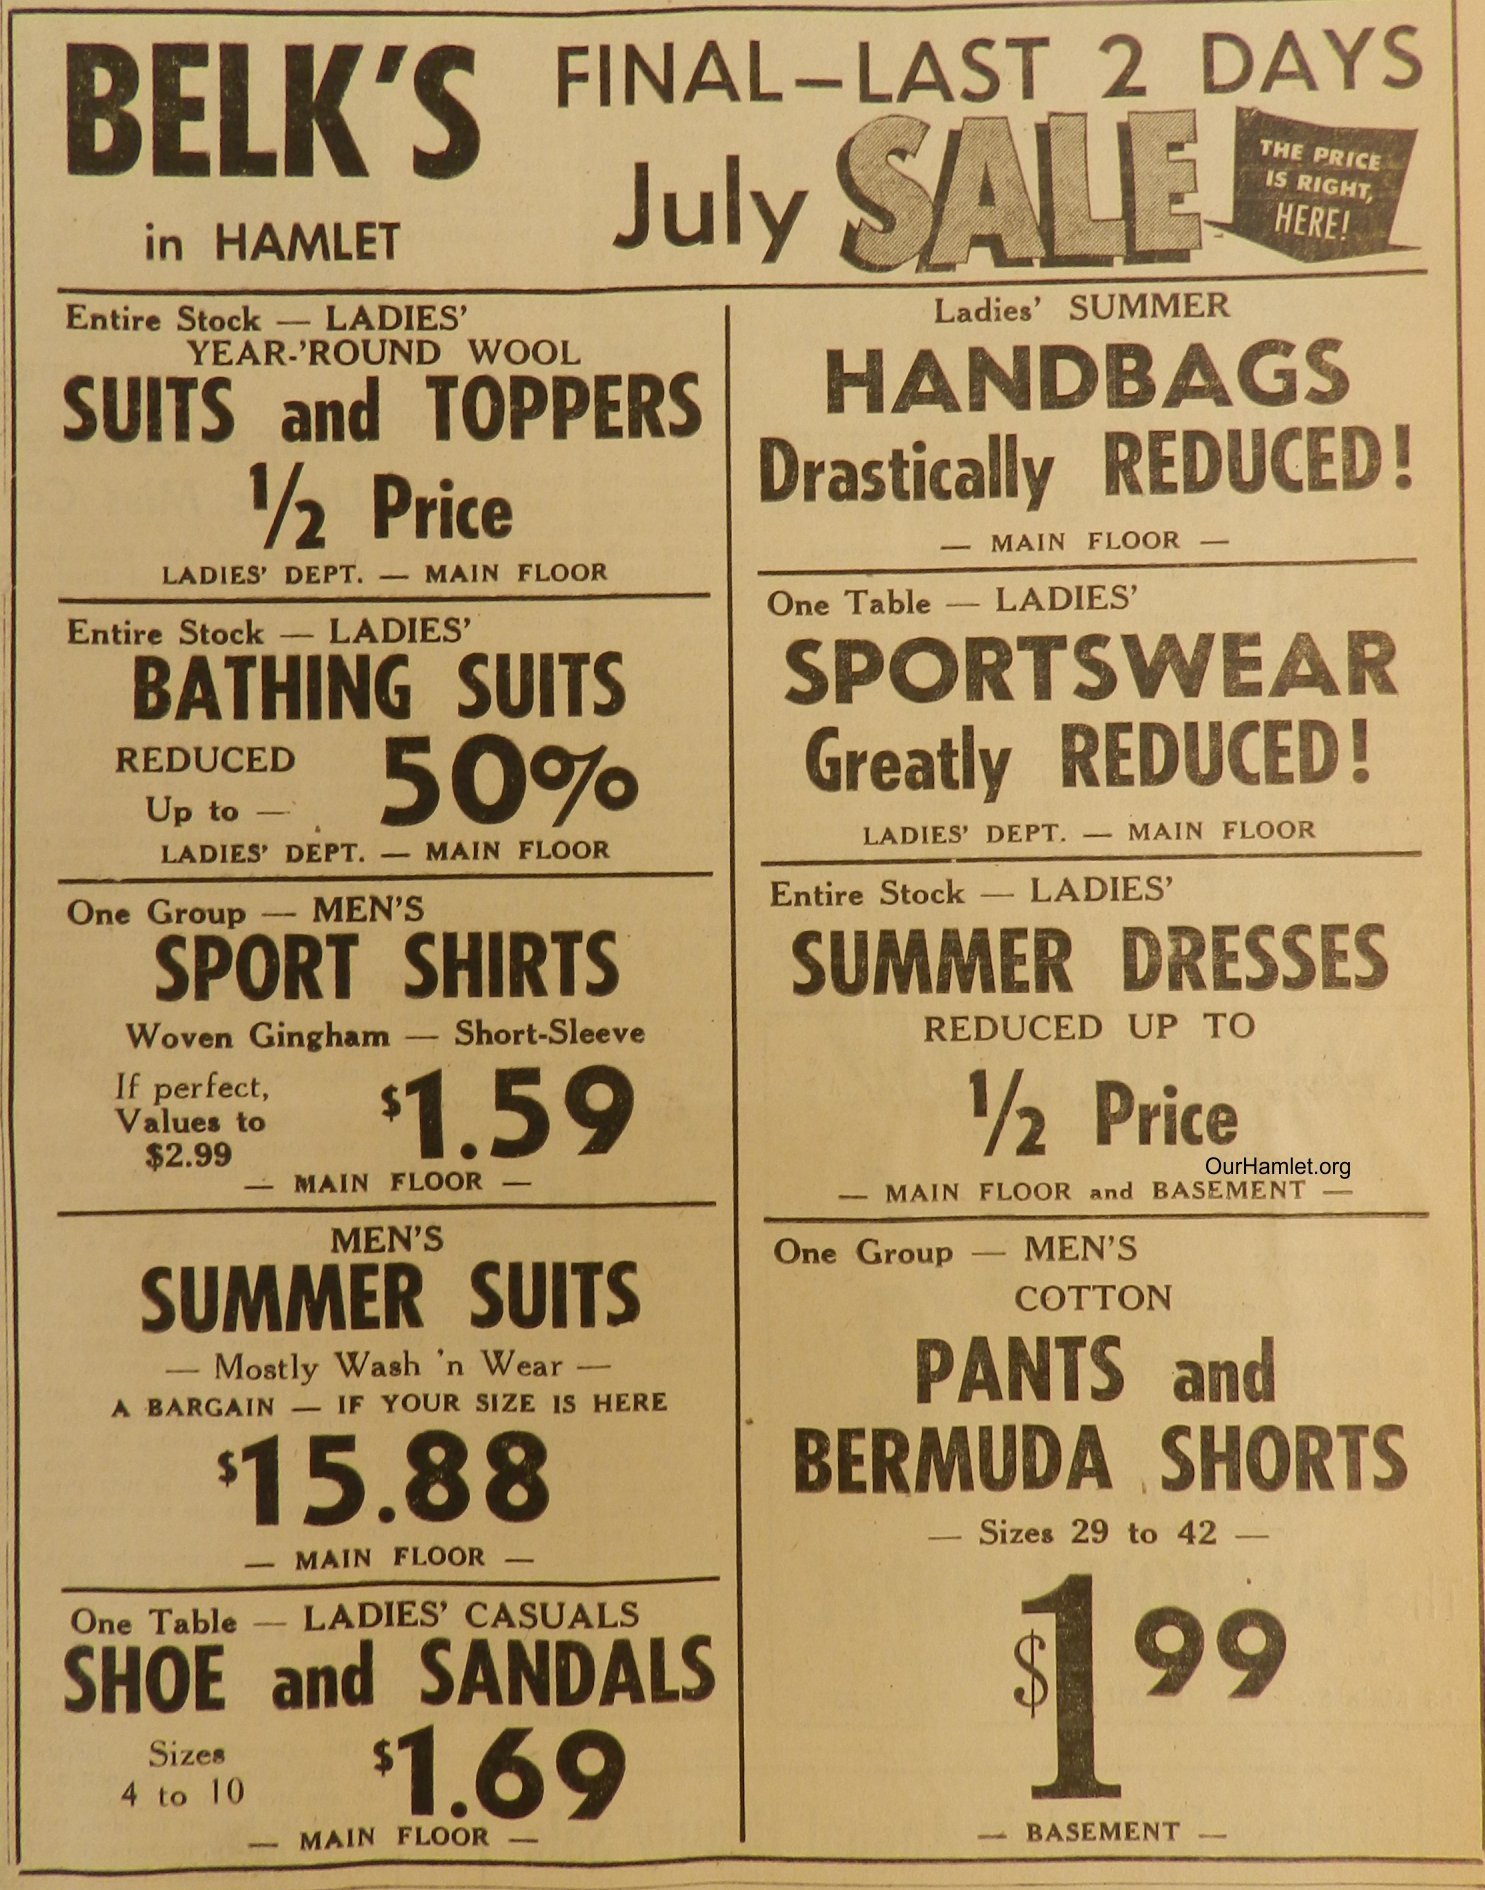 BELK'S
in HAMLET
FINAL—LAST 2 DAYS
July SALE
THE PRICE
IS RIGHT,
HERE!
Entire Stock — LADIES'
YEAR-'ROUND WOOL
SUITS and TOPPERS
½ Price
LADIES' DEPT. — MAIN FLOOR
Entire Stock — LADIES'
BATHING SUITS
REDUCED
Up to — 50%
LADIES' DEPT. — MAIN FLOOR
One Group — MEN'S
SPORT SHIRTS
Woven Gingham — Short-Sleeve
If perfect,
Values to
$2.99
$1.59
— MAIN FLOOR —
MEN'S
SUMMER SUITS
— Mostly Wash 'n Wear —
A BARGAIN — IF YOUR SIZE IS HERE
$15.88
— MAIN FLOOR —
One Table — LADIES' CASUALS
SHOE and SANDALS
Sizes
4 to 10
$1.69
— MAIN FLOOR —
Ladies' SUMMER
HANDBAGS
Drastically REDUCED!
— MAIN FLOOR —
One Table — LADIES'
SPORTSWEAR
Greatly REDUCED!
LADIES' DEPT. — MAIN FLOOR
Entire Stock — LADIES'
SUMMER DRESSES
REDUCED UP TO
½ Price
OurHamlet.org
— MAIN FLOOR and BASEMENT —
One Group — MEN'S
COTTON
PANTS and
BERMUDA SHORTS
— Sizes 29 to 42 —
$1 99
— BASEMENT —